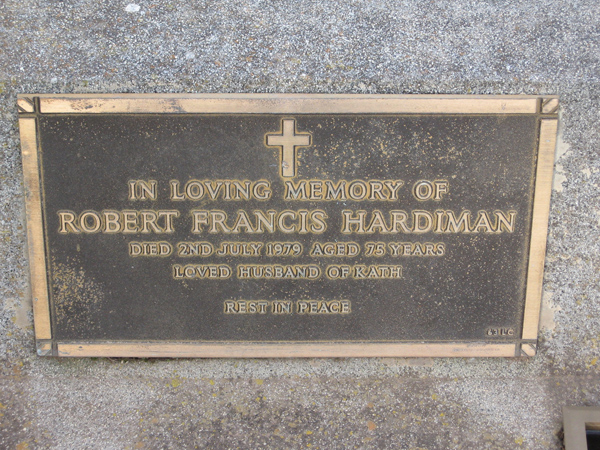 IN LOVING MEMORY OF
ROBERT FRANCIS HARDIMAN
DIED 2ND JULY 1979 AGED 75 YEARS
LOVED HUSBAND OF KATH
REST IN PEACE